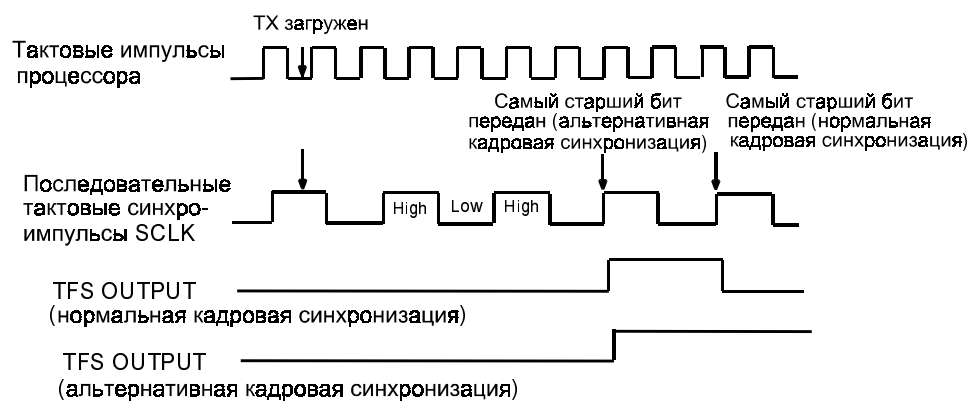 TX загружен
Тактовые импульсы
процессора
Самый старший бит
передан (альтернативная
кадровая синхронизация)
Самый старший бит
передан (нормальная
кадровая синхронизация)
Последовательные
тактовые синхро-
импульсы SCLK
High
Low
High
TFS OUTPUT
(нормальная кадровая синхронизация)
TFS OUTPUT
(альтернативная кадровая синхронизация)